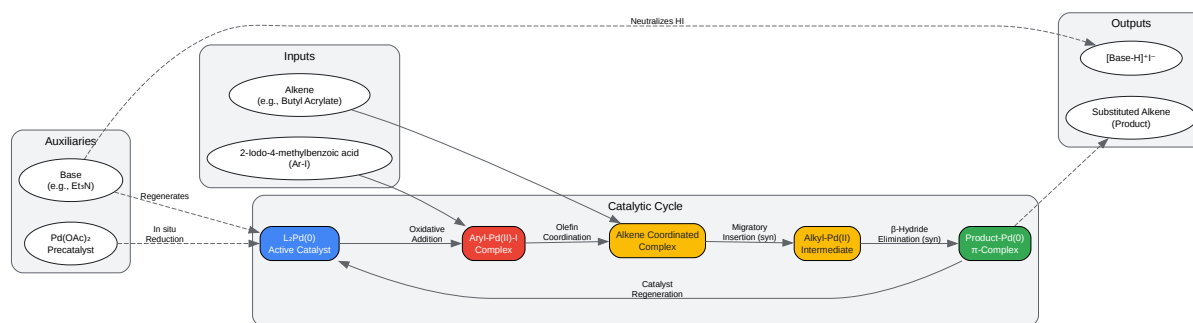 Neutralizes HI
Outputs
[Base-H]⁺I⁻
Substituted Alkene
(Product)
Inputs
Alkene
(e.g., Butyl Acrylate)
2-Iodo-4-methylbenzoic acid
(Ar-I)
Auxiliaries
Base
(e.g., Et₃N)
Pd(OAc)₂
Precatalyst
Regenerates
In situ
Reduction
Catalytic Cycle
L₂Pd(0)
Active Catalyst
Oxidative
Addition
Aryl-Pd(II)-I
Complex
Olefin
Coordination
Alkene Coordinated
Complex
Migratory
Insertion (syn)
Alkyl-Pd(II)
Intermediate
β-Hydride
Elimination (syn)
Product-Pd(0)
π-Complex
Catalyst
Regeneration